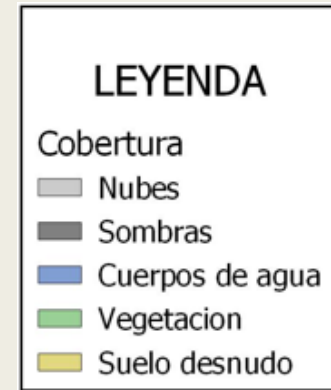 LEYENDA
Cobertura
Nubes
Sombras
Cuerpos de agua
Vegetacion
Suelo desnudo